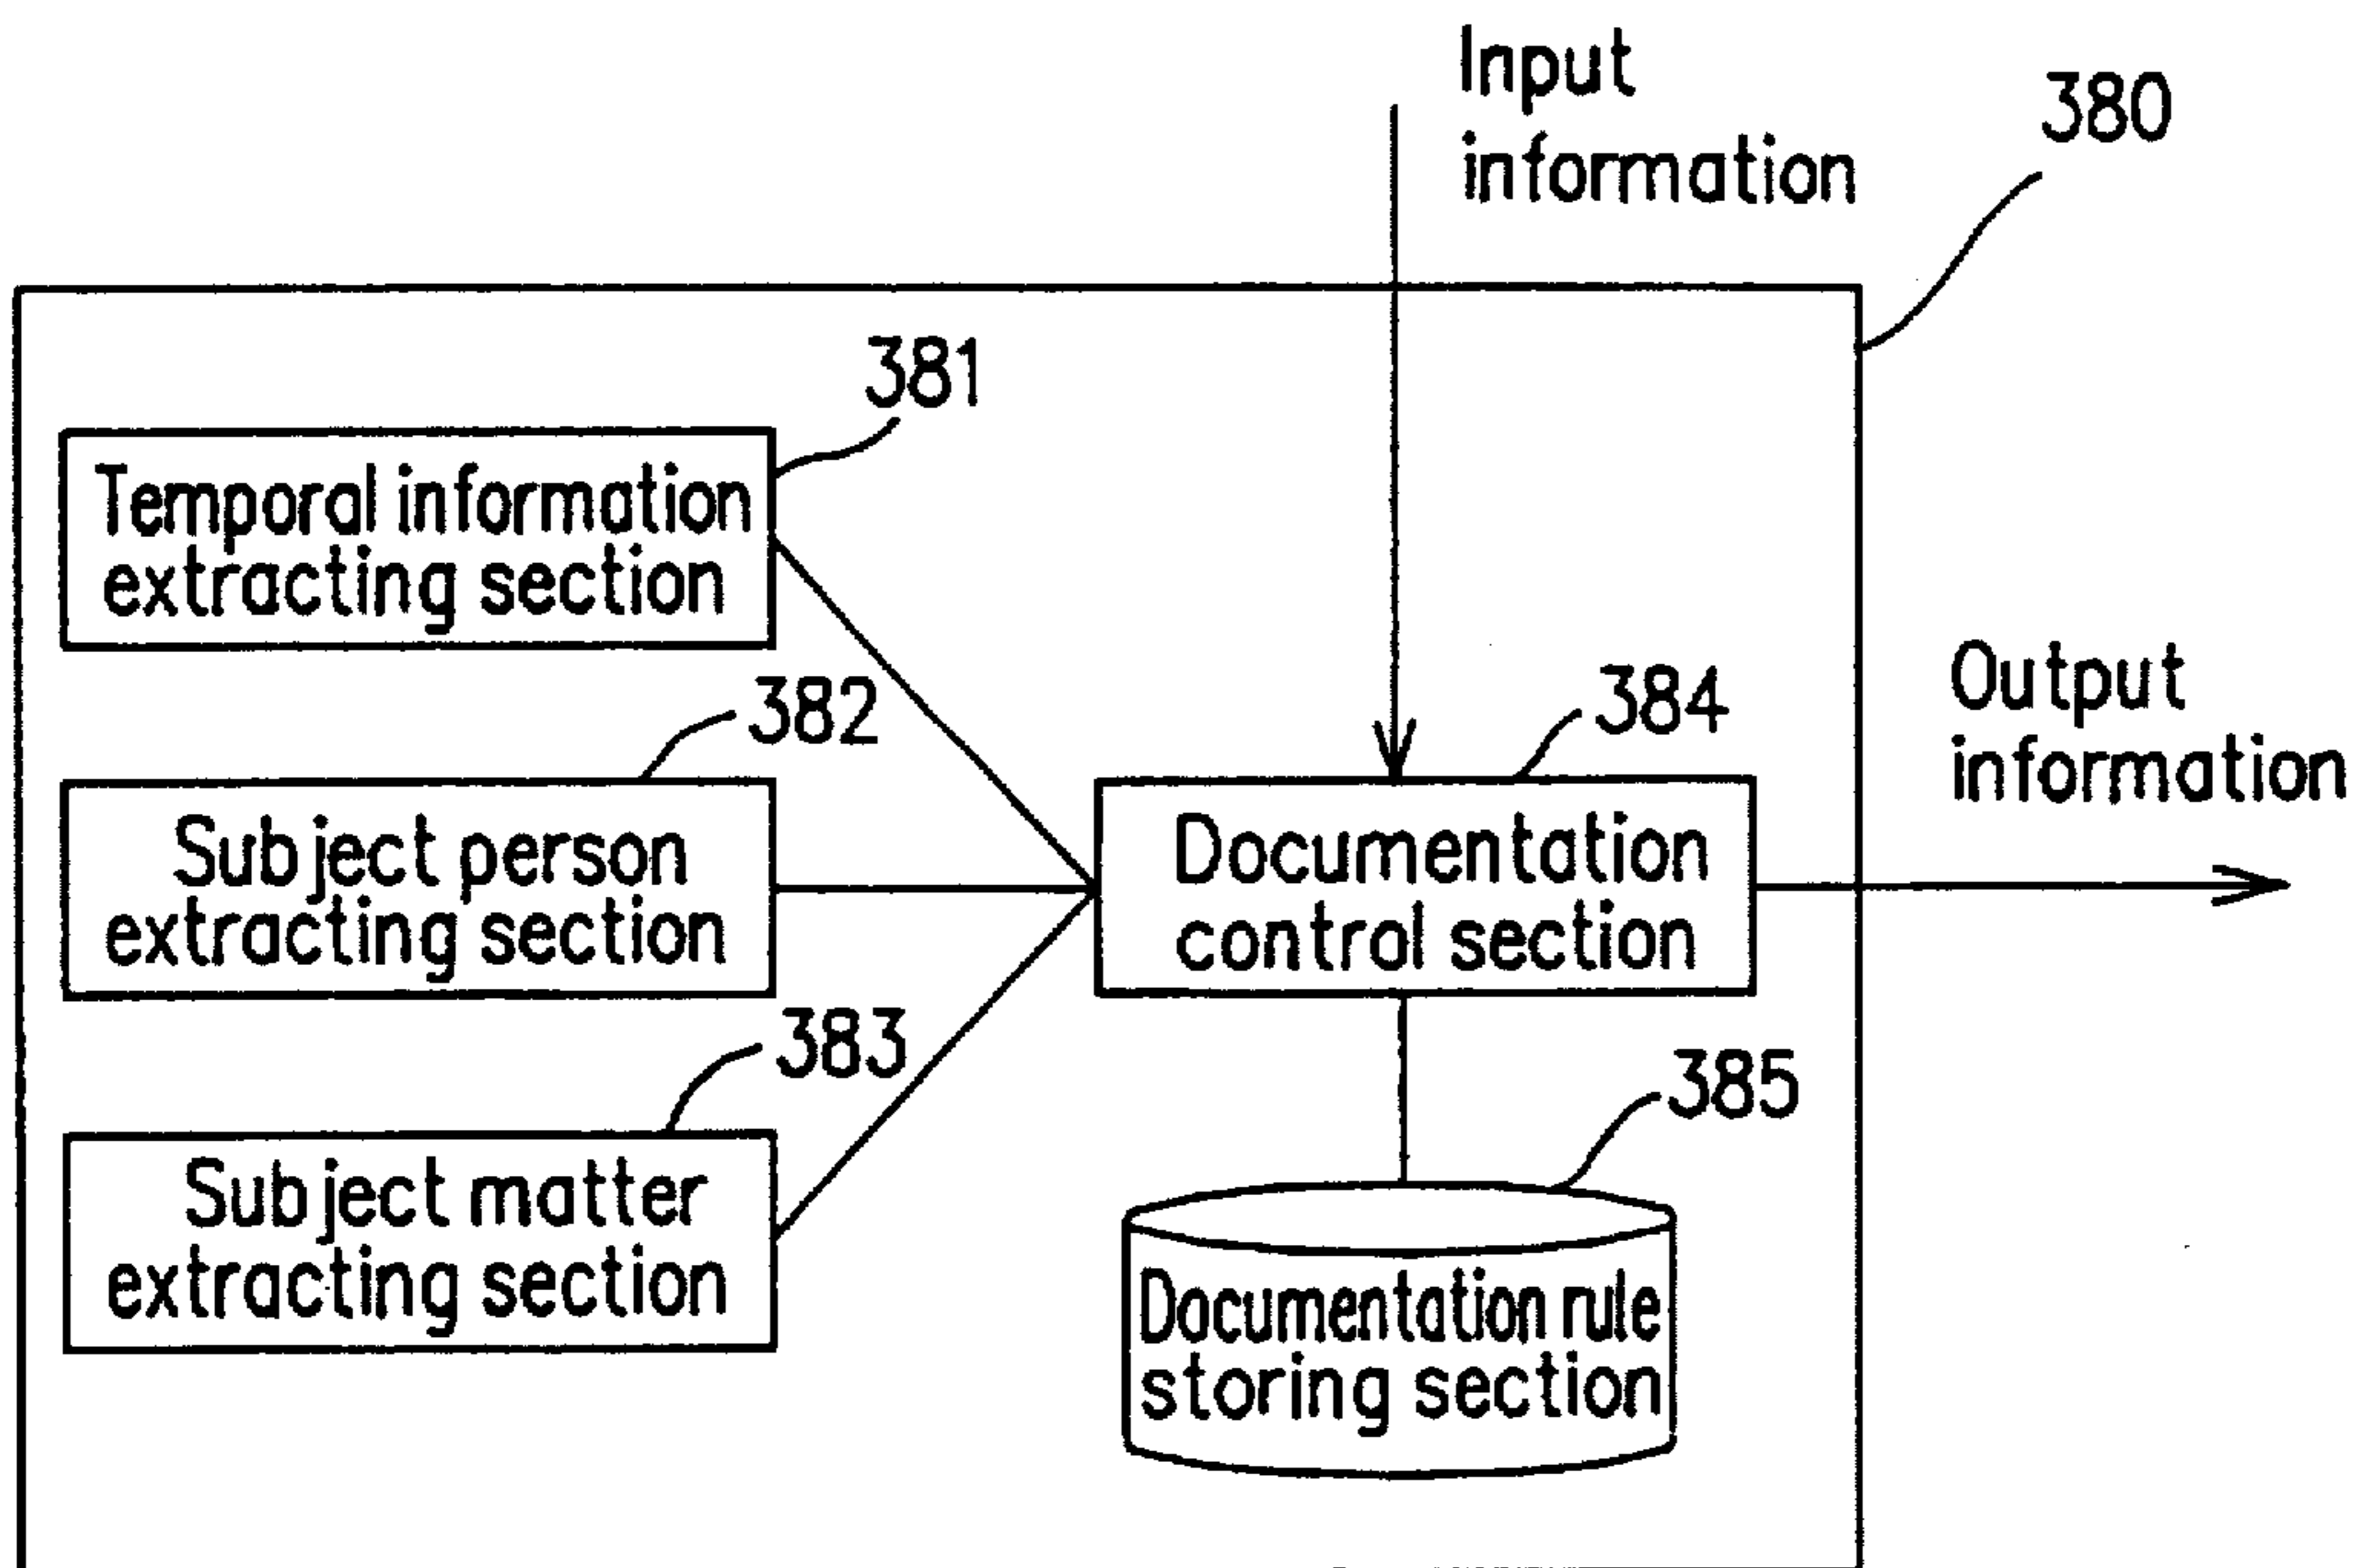 Input
information
380
381
Temporal information
extracting section
382
384
Output
information
Subject person
extracting section
Documentation
control section
383
385
Subject matter
extracting section
Documentation rule
storing section